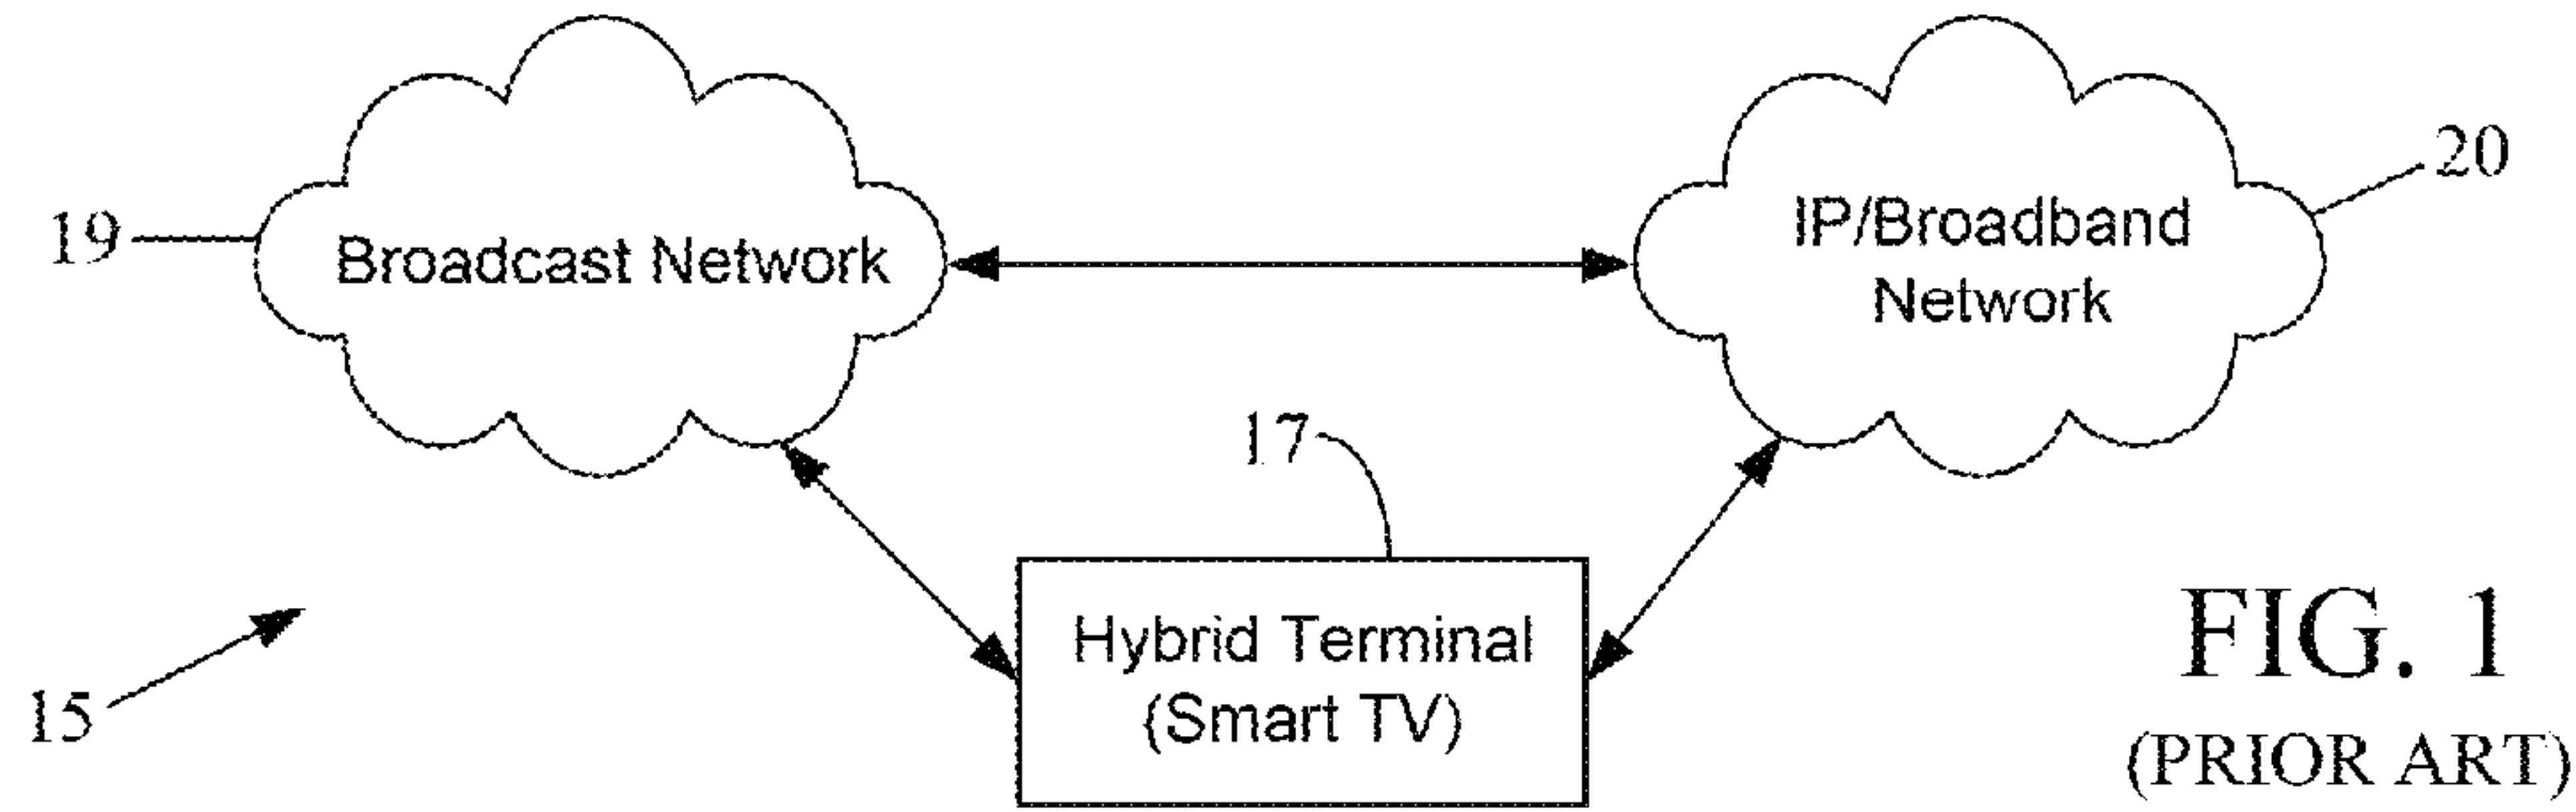 19
Broadcast Network
IP/Broadband
Network
20
17
Hybrid Terminal
(Smart TV)
15
FIG. 1
(PRIOR ART)